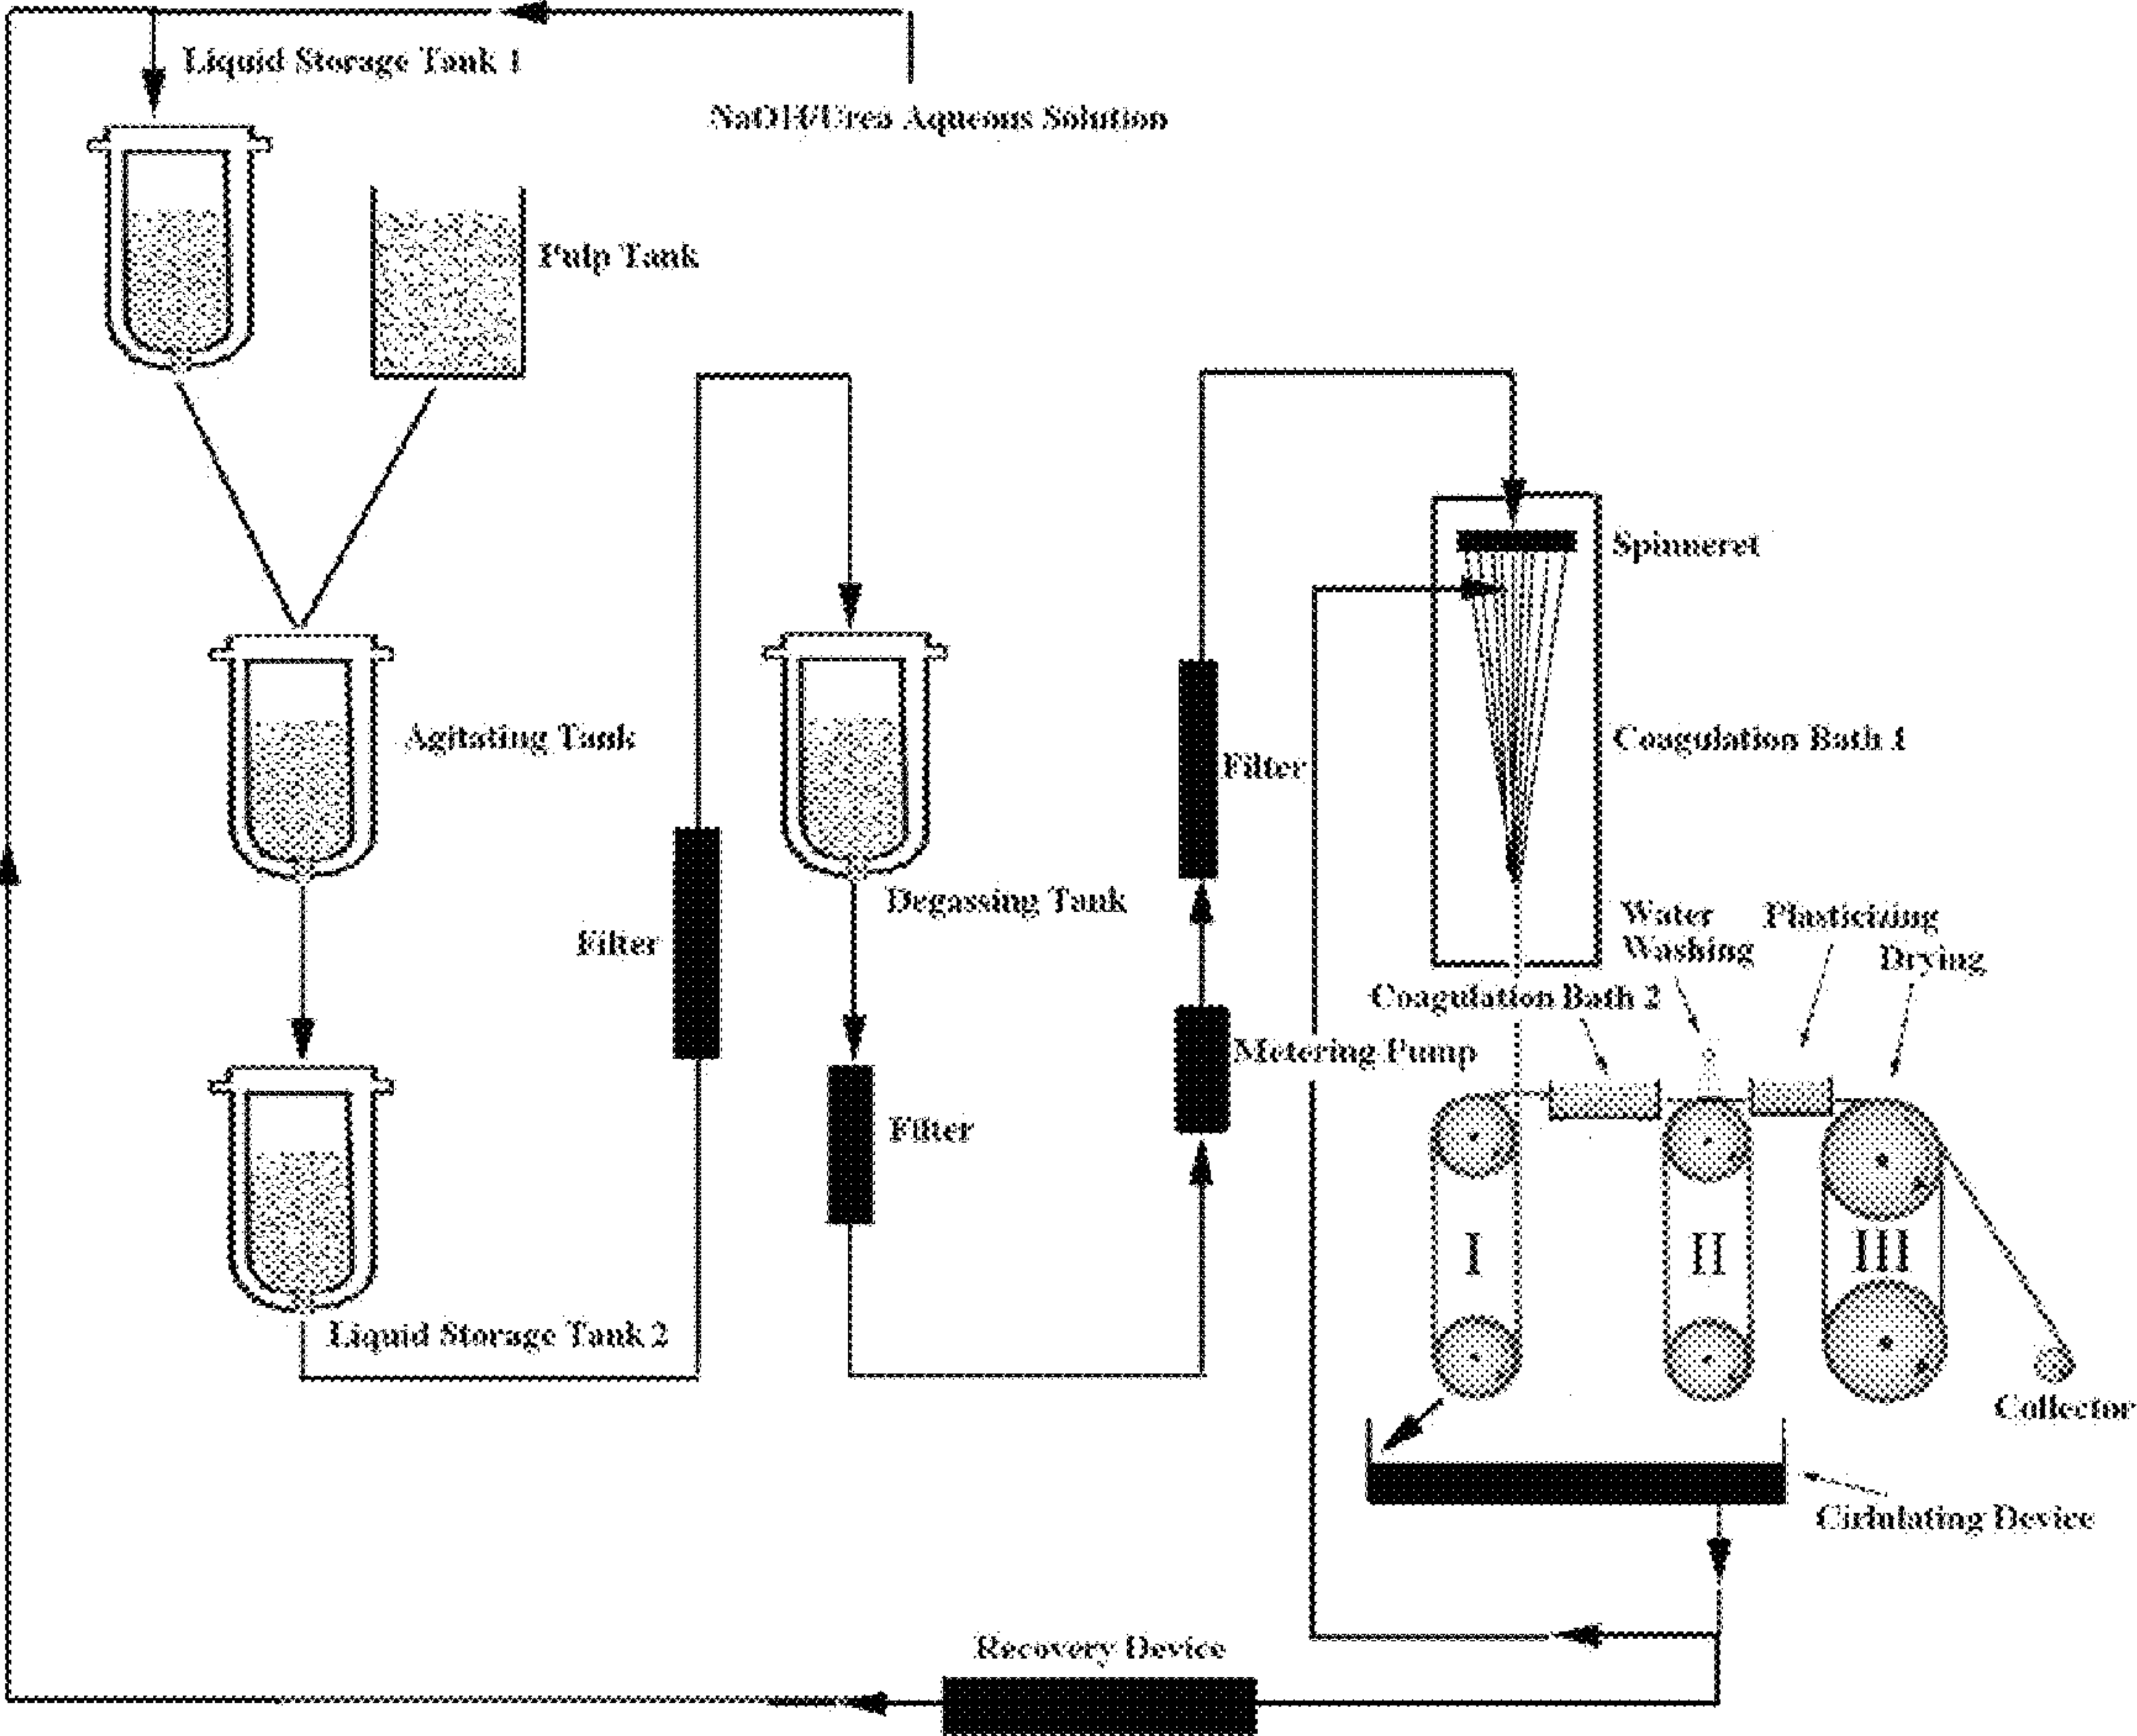 Liquid Storage Tank 1
NaOH/Urea Aqueous Solution
Pulp Tank
Spinneret
Agitating Tank
Coagulation Bath 1
Filter
Degassing Tank
Filter
Water
Washing
Plasticizing
Drying
Coagulation Bath 2
Metering Pump
Filter
I
II
III
Liquid Storage Tank 2
Collector
Cirlulating Device
Recovery Device